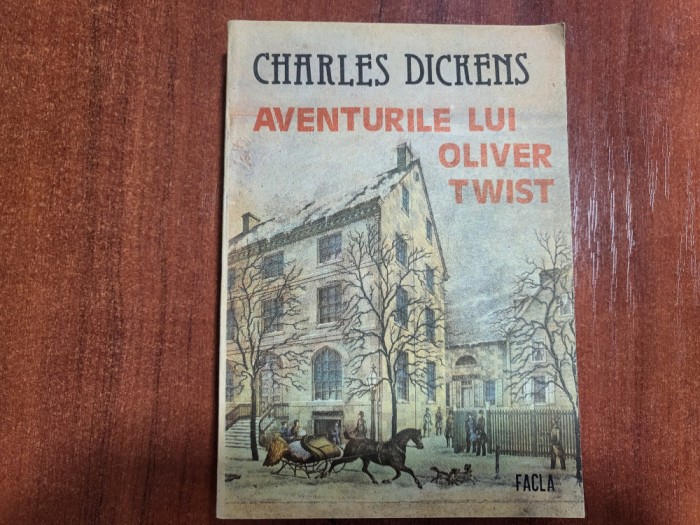 CHARLES DICKENS
AVENTURILE LUI
OLIVER
TWIST
FACLA